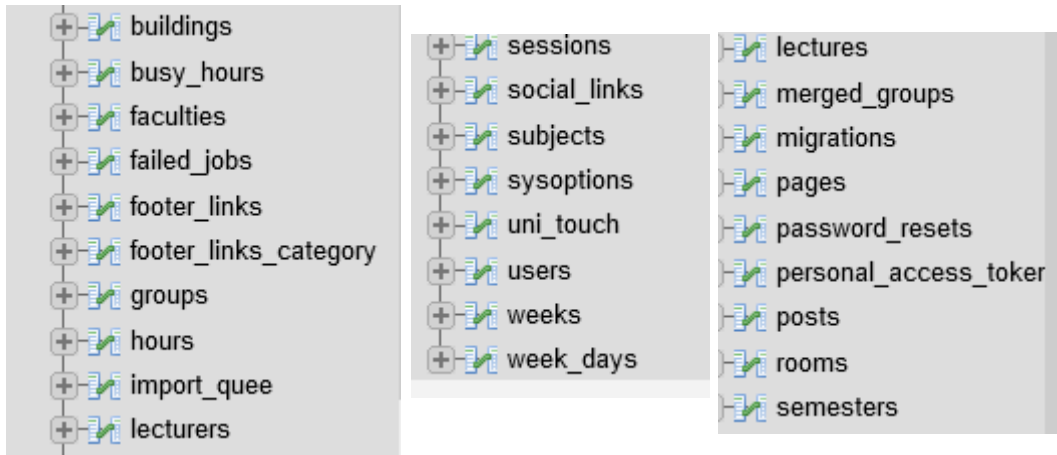 buildings
busy_hours
faculties
failed_jobs
footer_links
footer_links_category
groups
hours
import_quee
lecturers
sessions
social_links
subjects
sysoptions
uni_touch
users
weeks
week_days
lectures
merged_groups
migrations
pages
password_resets
personal_access_toker
posts
rooms
semesters